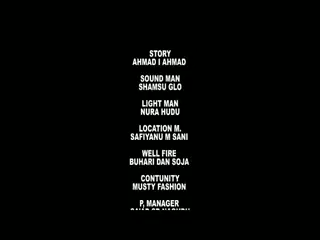 STORY
AHMAD I AHMAD
SOUND MAN
SHAMSU GLO
LIGHT MAN
NURA HUDU
LOCATION M.
SAFIYANU M SANI
WELL FIRE
BUHARI DAN SOJA
CONTUNITY
MUSTY FASHION
P, MANAGER